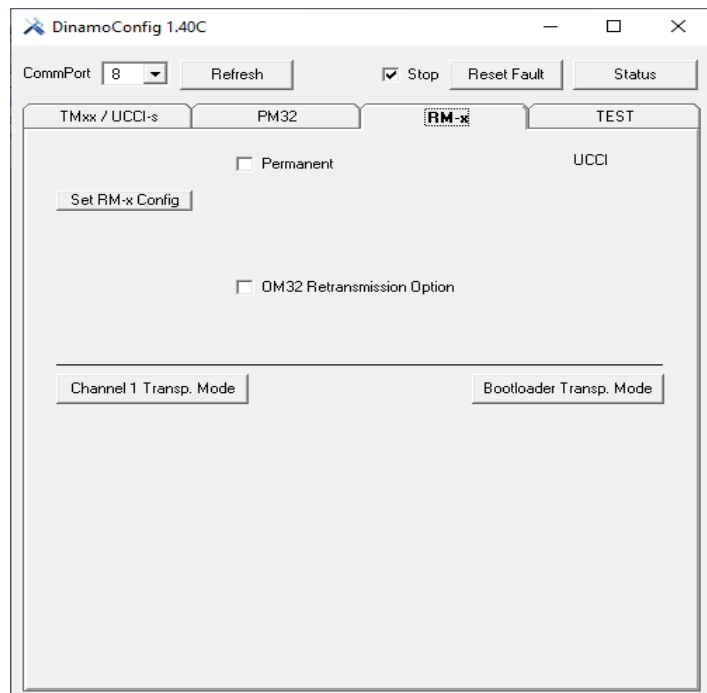 DinamoConfig 1.40C
CommPort 8 Refresh Stop Reset Fault Status
TMxx / UCCI-s PM32 RM-x TEST
Permanent UCCI
Set RM-x Config
OM32 Retransmission Option
Channel 1 Transp. Mode Bootloader Transp. Mode